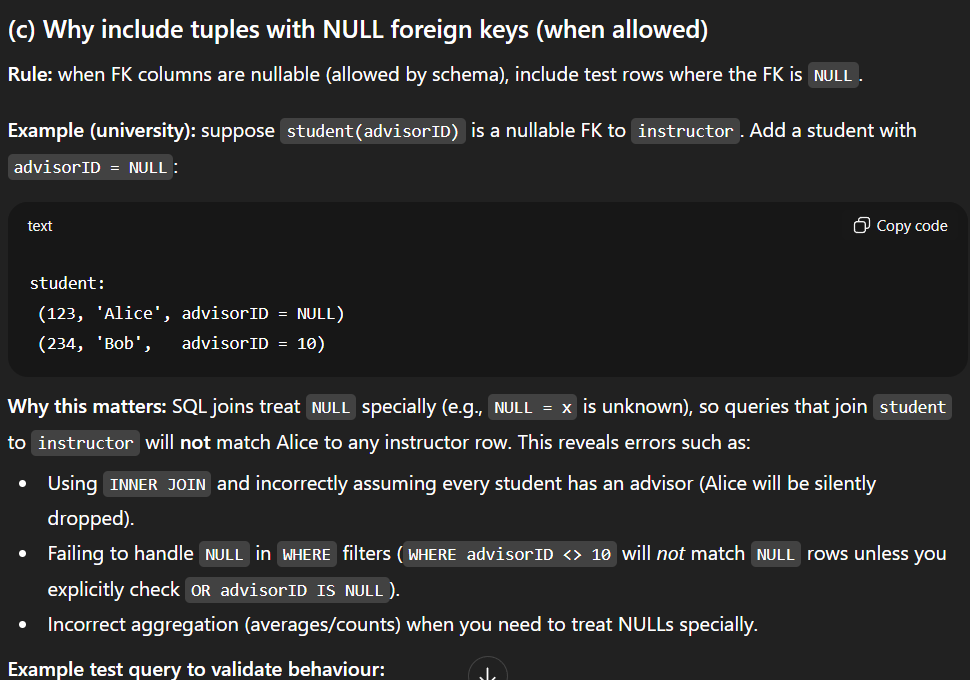 (c) Why include tuples with NULL foreign keys (when allowed)
Rule: when FK columns are nullable (allowed by schema), include test rows where the FK is NULL.
Example (university): suppose student(advisorID) is a nullable FK to instructor. Add a student with
advisorID = NULL:
text
Copy code
student:
(123, 'Alice', advisorID = NULL)
(234, 'Bob',   advisorID = 10)
Why this matters: SQL joins treat NULL specially (e.g., NULL = x is unknown), so queries that join student
to instructor will not match Alice to any instructor row. This reveals errors such as:
• Using INNER JOIN and incorrectly assuming every student has an advisor (Alice will be silently
dropped).
• Failing to handle NULL in WHERE filters (WHERE advisorID <> 10 will not match NULL rows unless you
explicitly check OR advisorID IS NULL).
• Incorrect aggregation (averages/counts) when you need to treat NULLs specially.
Example test query to validate behaviour: